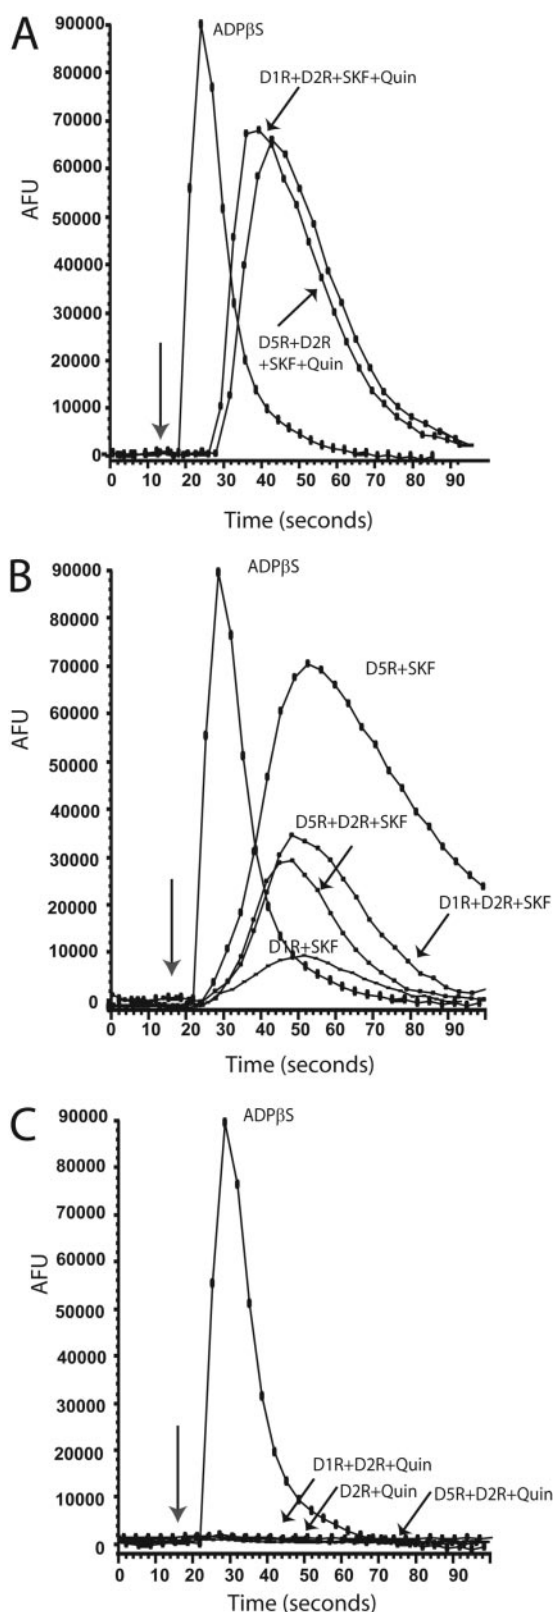 A
ADPβS
90000
D1R+D2R+SKF+Quin
80000
70000
60000
AFU
50000
40000
30000
D5R+D2R
+SKF+Quin
20000
10000
0
0 10 20 30 40 50 60 70 80 90
Time (seconds)
B
ADPβS
90000
80000
D5R+SKF
70000
60000
AFU
50000
40000
D5R+D2R+SKF
30000
D1R+D2R+SKF
20000
D1R+SKF
10000
0
0 10 20 30 40 50 60 70 80 90
Time (seconds)
C
ADPβS
90000
80000
70000
60000
AFU
50000
40000
30000
20000
D1R+D2R+Quin
D2R+Quin
D5R+D2R+Quin
10000
0
0 10 20 30 40 50 60 70 80 90
Time (seconds)